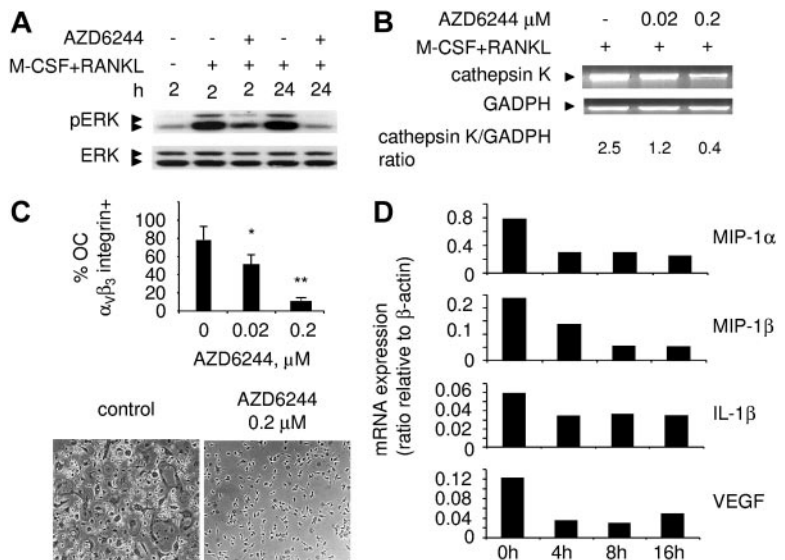 A
AZD6244 - - + - +
M-CSF+RANKL - + + + +
h 2 2 2 24 24
pERK
ERK
B
AZD6244 μM - 0.02 0.2
M-CSF+RANKL + + +
cathepsin K
GADPH
cathepsin K/GADPH
ratio 2.5 1.2 0.4
C
% OC
αvβ3 integrin+
100
80
60
40
20
0
*
**
0 0.02 0.2
AZD6244, μM
control
AZD6244
0.2 μM
D
mRNA expression
(ratio relative to β-actin)
0.8
0.4
0
MIP-1α
0.2
0.1
0
MIP-1β
0.06
0.04
0.02
0
IL-1β
0.12
0.08
0.04
0
VEGF
0h 4h 8h 16h